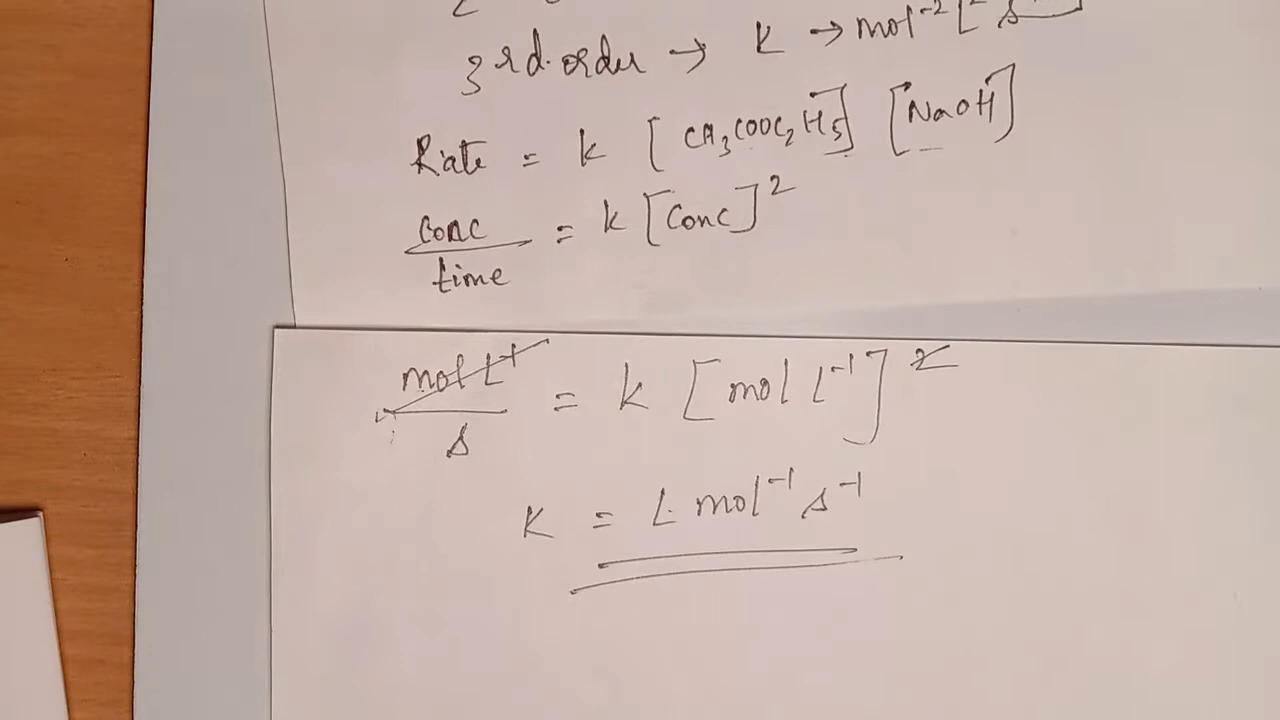 3rd order → K → mol⁻² L² s
Rate = k [CH₃COOC₂H₅] [NaOH]
conc/time = k [Conc]²
mol L⁻¹/s = k [mol L⁻¹]²
K = L mol⁻¹ s⁻¹